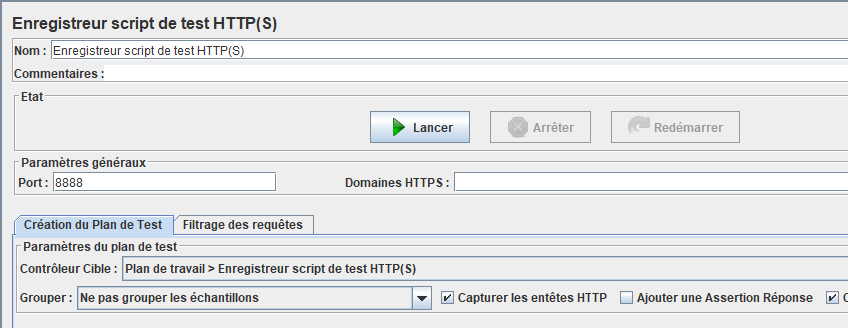 Enregistreur script de test HTTP(S)
Nom : Enregistreur script de test HTTP(S)
Commentaires :
Etat
Lancer Arrêter Redémarrer
Paramètres généraux
Port : 8888 Domaines HTTPS :
Création du Plan de Test Filtrage des requêtes
Paramètres du plan de test
Contrôleur Cible : Plan de travail > Enregistreur script de test HTTP(S)
Grouper : Ne pas grouper les échantillons Capturer les entêtes HTTP Ajouter une Assertion Réponse